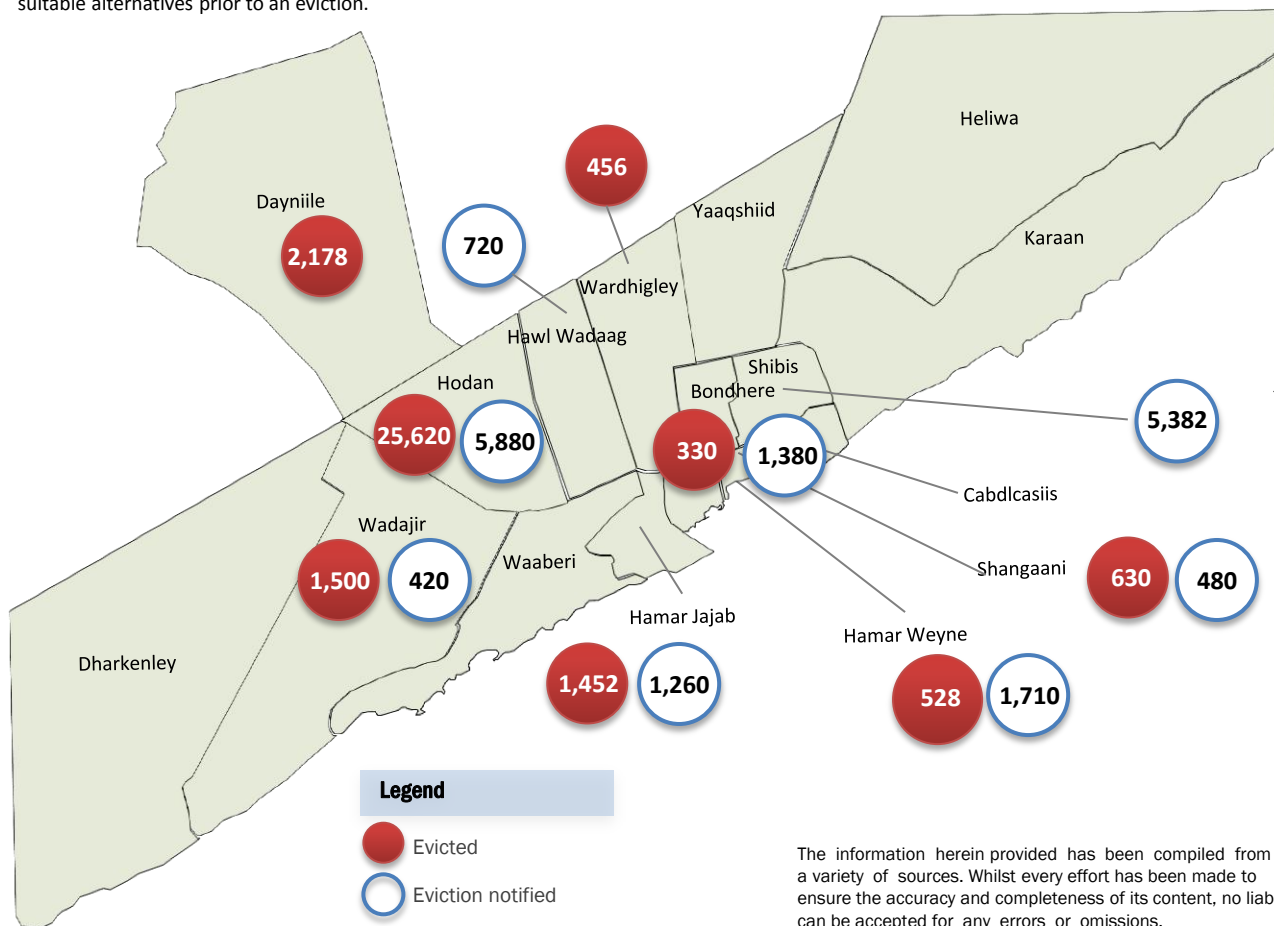 suitable alternatives prior to an eviction.
Heliwa
456
Dayniile
Yaaqshiid
2,178
720
Karaan
Wardhigley
Hawl Wadaag
Shibis
Hodan
Bondhere
25,620
5,880
5,382
330
1,380
Cabdlcasiis
Wadajir
Waaberi
Shangaani
630
480
1,500
420
Hamar Jajab
Hamar Weyne
Dharkenley
1,452
1,260
528
1,710
Legend
Evicted
Eviction notified
The information herein provided has been compiled from
a variety of sources. Whilst every effort has been made to
ensure the accuracy and completeness of its content, no liab
can be accepted for any errors or omissions.